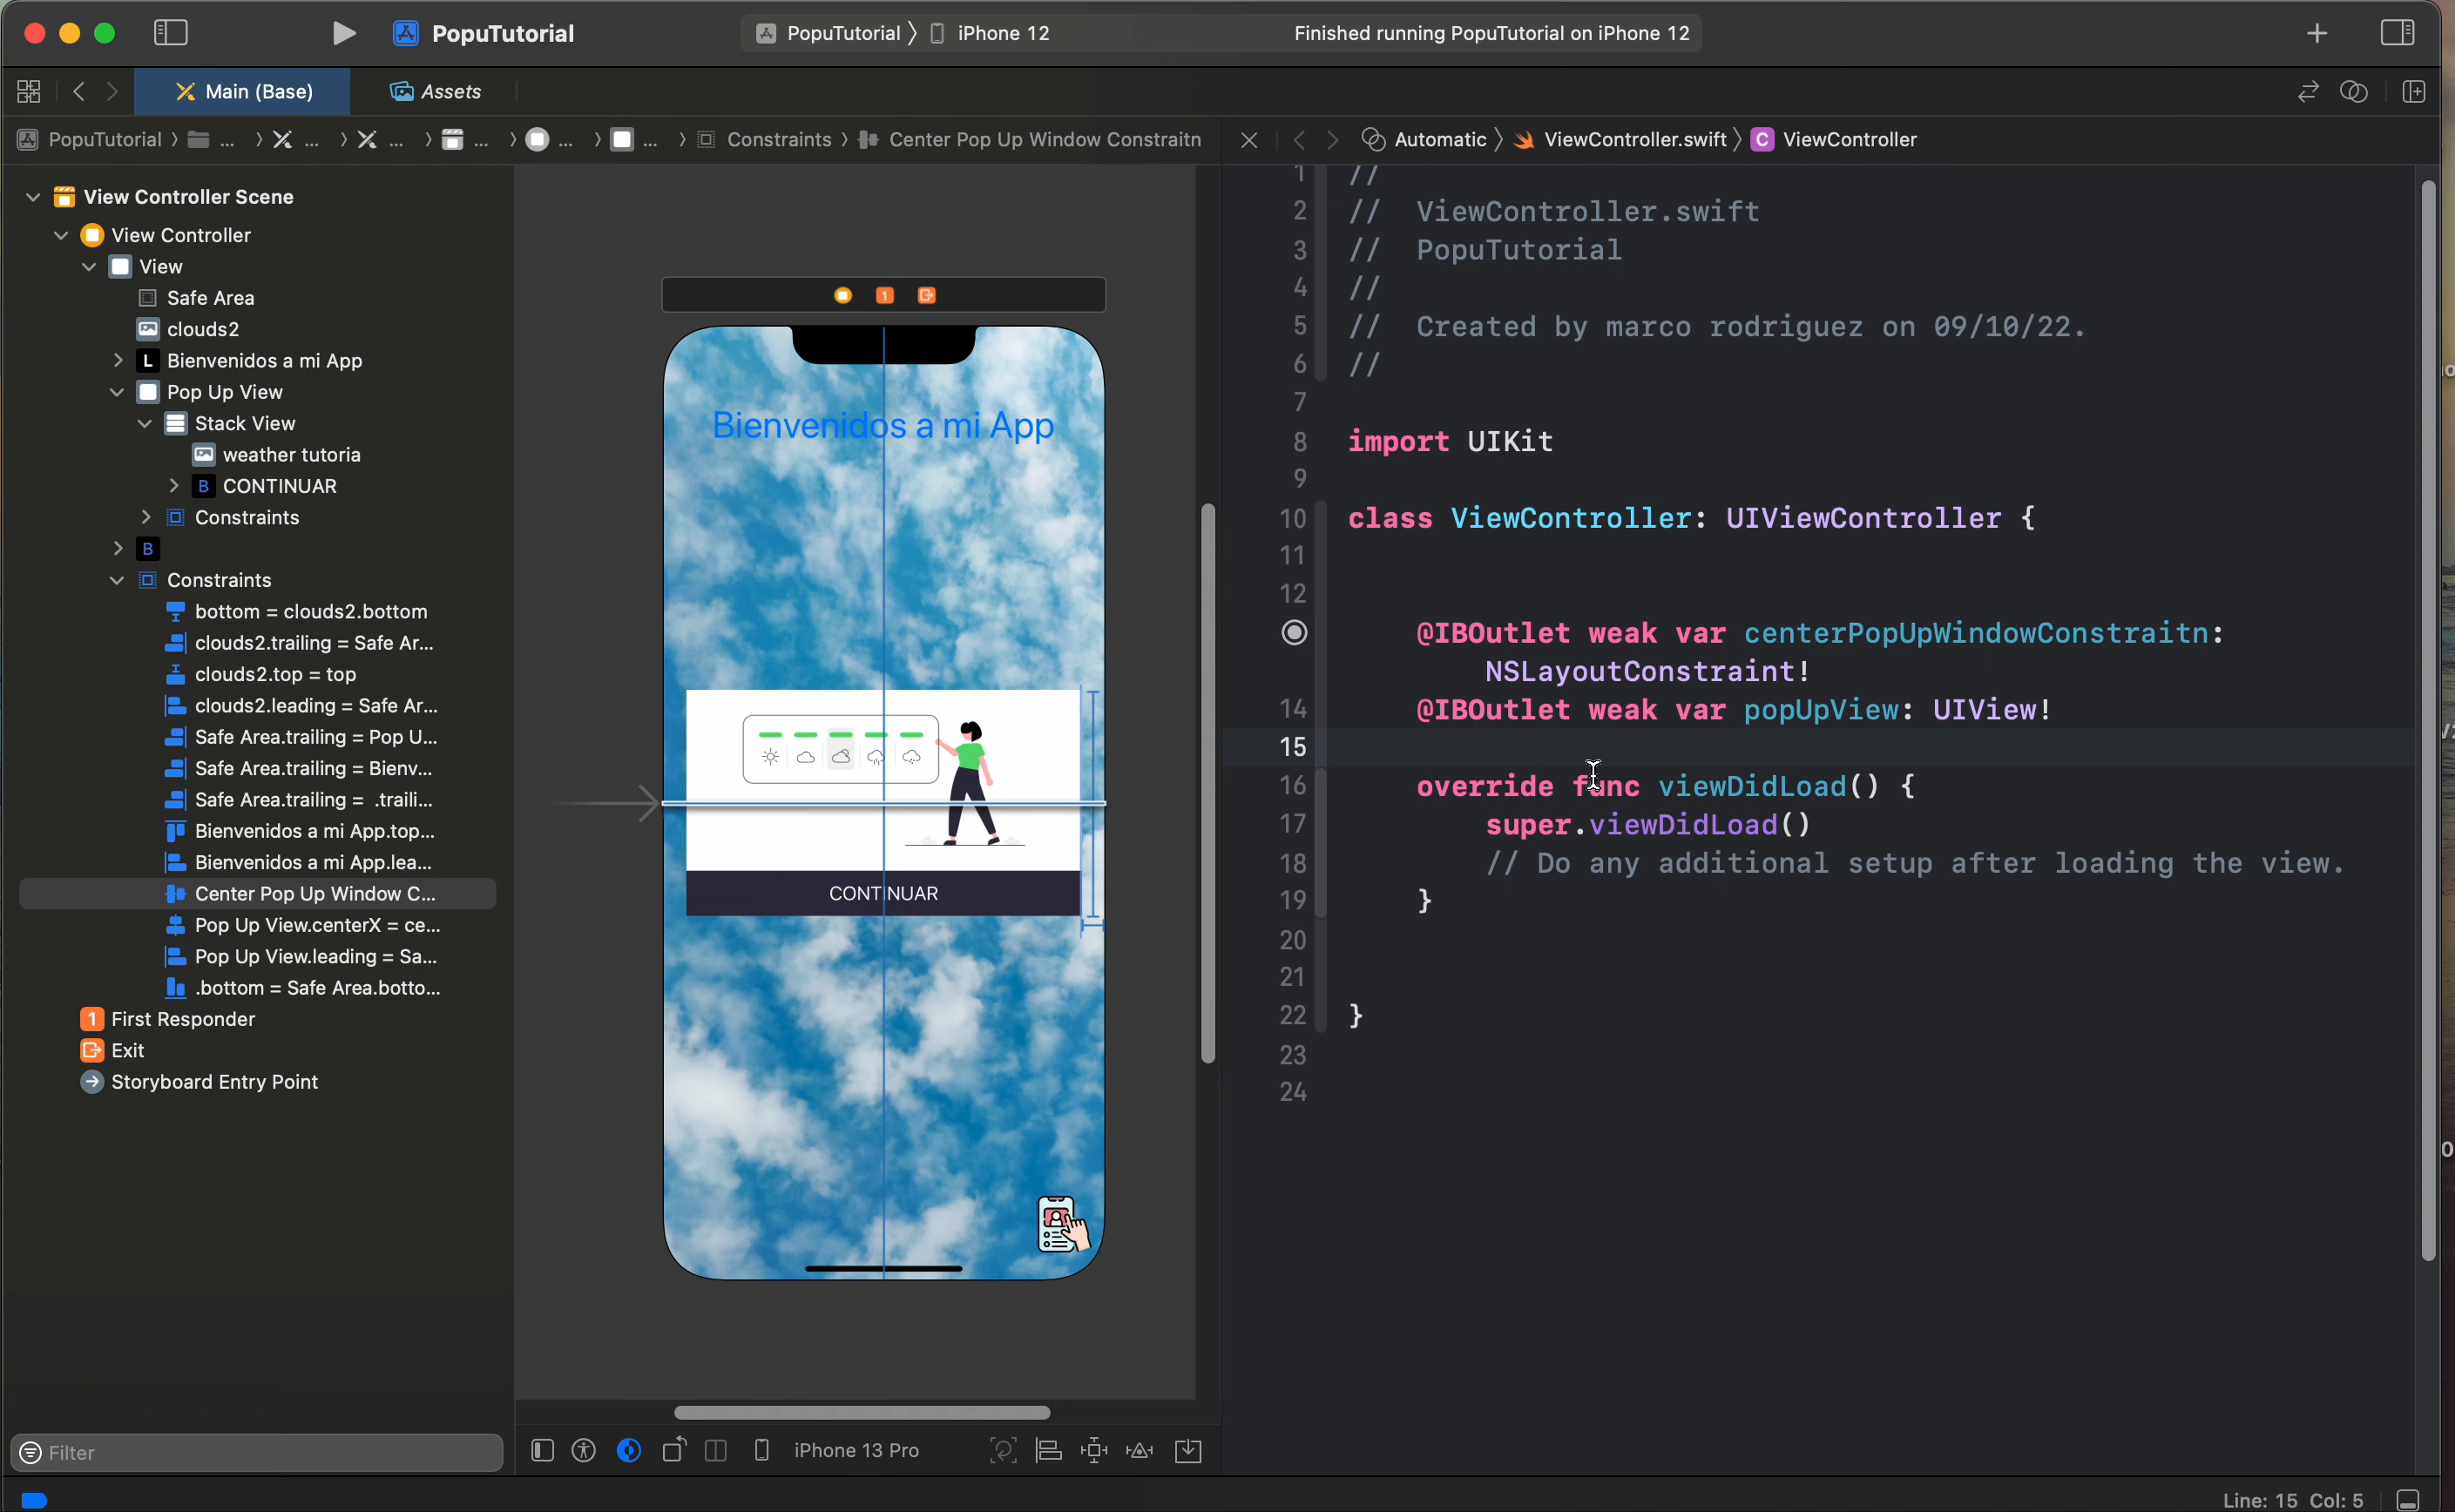 PopuTutorial
PopuTutorial 〉 iPhone 12
Finished running PopuTutorial on iPhone 12
Main (Base)
Assets
PopuTutorial 〉 ... 〉 ... 〉 ... 〉 ... 〉 ... 〉 ... 〉 Constraints 〉 Center Pop Up Window Constraitn
Automatic 〉 ViewController.swift 〉 C ViewController
View Controller Scene
View Controller
View
Safe Area
clouds2
L Bienvenidos a mi App
Pop Up View
Stack View
weather tutoria
B CONTINUAR
Constraints
B
Constraints
bottom = clouds2.bottom
clouds2.trailing = Safe Ar...
clouds2.top = top
clouds2.leading = Safe Ar...
Safe Area.trailing = Pop U...
Safe Area.trailing = Bienv...
Safe Area.trailing = .traili...
Bienvenidos a mi App.top...
Bienvenidos a mi App.lea...
Center Pop Up Window C...
Pop Up View.centerX = ce...
Pop Up View.leading = Sa...
.bottom = Safe Area.botto...
1 First Responder
Exit
Storyboard Entry Point
Filter
1
Bienvenidos a mi App
CONTINUAR
iPhone 13 Pro
1 //
2 //  ViewController.swift
3 //  PopuTutorial
4 //
5 //  Created by marco rodriguez on 09/10/22.
6 //
7
8 import UIKit
9
10 class ViewController: UIViewController {
11
12
@IBOutlet weak var centerPopUpWindowConstraitn:
NSLayoutConstraint!
14 @IBOutlet weak var popUpView: UIView!
15
16 override func viewDidLoad() {
17 super.viewDidLoad()
18 // Do any additional setup after loading the view.
19 }
20
21
22 }
23
24
Line: 15 Col: 5